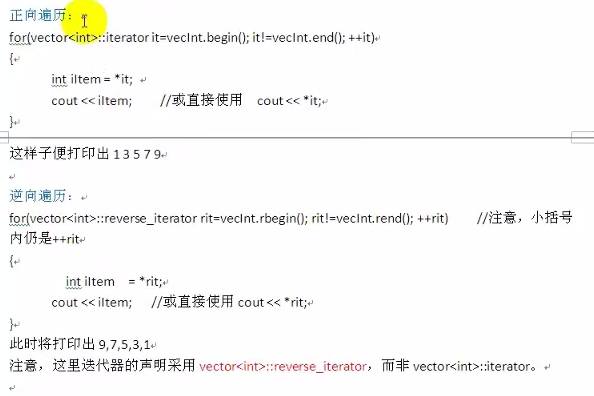 正向遍历：
for(vector<int>::iterator it=vecInt.begin(); it!=vecInt.end(); ++it)
{
int iItem = *it;
cout << iItem; //或直接使用 cout << *it;
}
这样子便打印出 1 3 5 7 9
逆向遍历：
for(vector<int>::reverse_iterator rit=vecInt.rbegin(); rit!=vecInt.rend(); ++rit) //注意，小括号
内仍是++rit
{
int iItem = *rit;
cout << iItem; //或直接使用 cout << *rit;
}
此时将打印出 9,7,5,3,1
注意，这里迭代器的声明采用 vector<int>::reverse_iterator，而非 vector<int>::iterator。